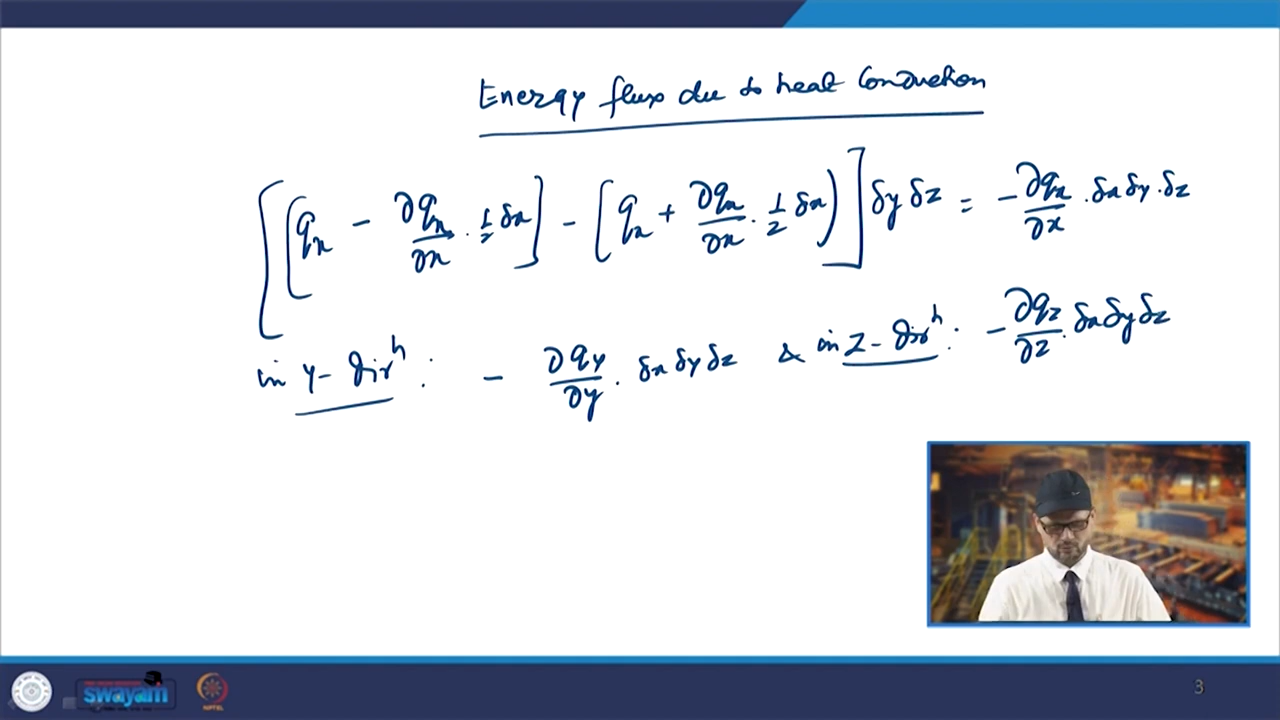 Energy flux due to heat Conduction
[(qx − ∂qx/∂x . 1/2 δx] − [qx + ∂qx/∂x . 1/2 δx)] δy δz = − ∂qx/∂x . δx δy . δz
in y - dirn : − ∂qy/∂y . δx δy δz & in z - dirn : − ∂qz/∂z . δx δy δz
swayam
NPTEL
3